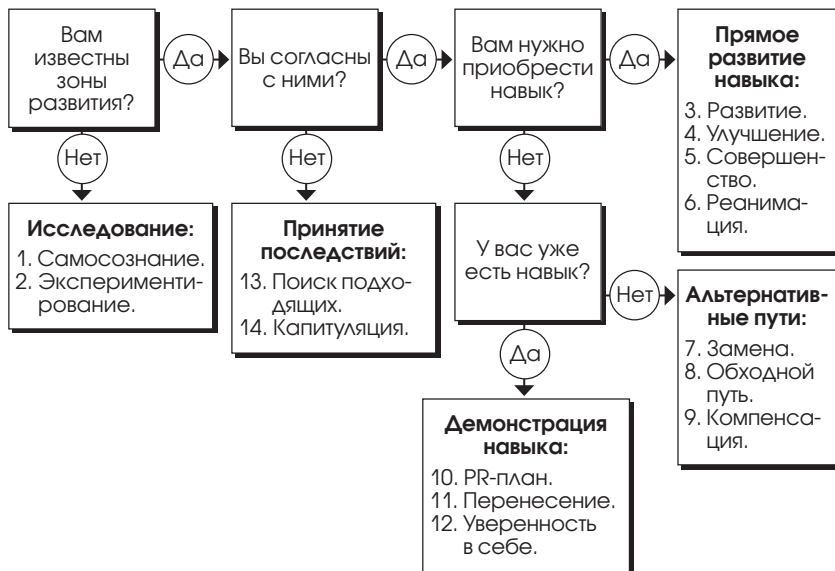 Вам
известны
зоны
развития?
Да
Вы согласны
с ними?
Да
Вам нужно
приобрести
навык?
Да
Прямое
развитие
навыка:
3. Развитие.
4. Улучшение.
5. Совершен-
ство.
6. Реанима-
ция.
Нет
Нет
Нет
Исследование:
1. Самосознание.
2. Эксперименти-
рование.
Принятие
последствий:
13. Поиск подхо-
дящих.
14. Капитуляция.
У вас уже
есть навык?
Нет
Альтернатив-
ные пути:
7. Замена.
8. Обходной
путь.
9. Компенса-
ция.
Да
Демонстрация
навыка:
10. PR-план.
11. Перенесение.
12. Уверенность
в себе.